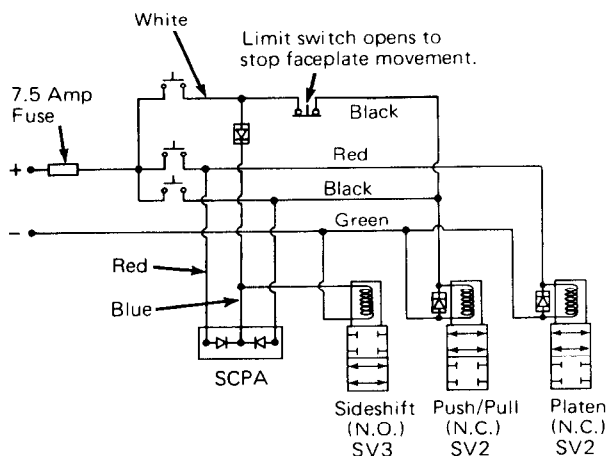 White
Limit switch opens to
stop faceplate movement.
7.5 Amp
Fuse
Black
Red
+
Black
Green
–
Red
Blue
SCPA
Sideshift
(N.O.)
SV3
Push/Pull
(N.C.)
SV2
Platen
(N.C.)
SV2